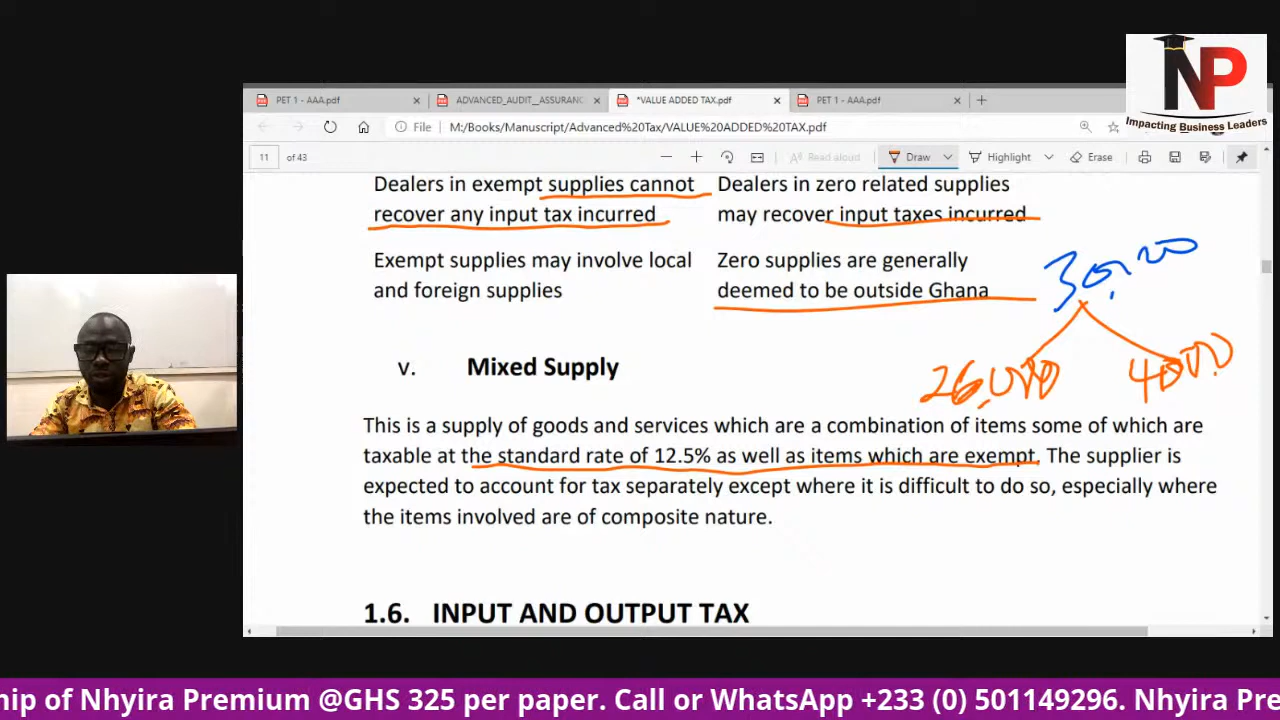 NP
Impacting Business Leaders
PET 1 - AAA.pdf
ADVANCED_AUDIT__ASSURANC
*VALUE ADDED TAX.pdf
PET 1 - AAA.pdf
File M:/Books/Manuscript/Advanced%20Tax/VALUE%20ADDED%20TAX.pdf
11 of 43
Read aloud
Draw
Highlight
Erase
Dealers in exempt supplies cannot
recover any input tax incurred
Dealers in zero related supplies
may recover input taxes incurred
Exempt supplies may involve local
and foreign supplies
Zero supplies are generally
deemed to be outside Ghana
v. Mixed Supply
This is a supply of goods and services which are a combination of items some of which are
taxable at the standard rate of 12.5% as well as items which are exempt. The supplier is
expected to account for tax separately except where it is difficult to do so, especially where
the items involved are of composite nature.
1.6. INPUT AND OUTPUT TAX
hip of Nhyira Premium @GHS 325 per paper. Call or WhatsApp +233 (0) 501149296. Nhyira Pre